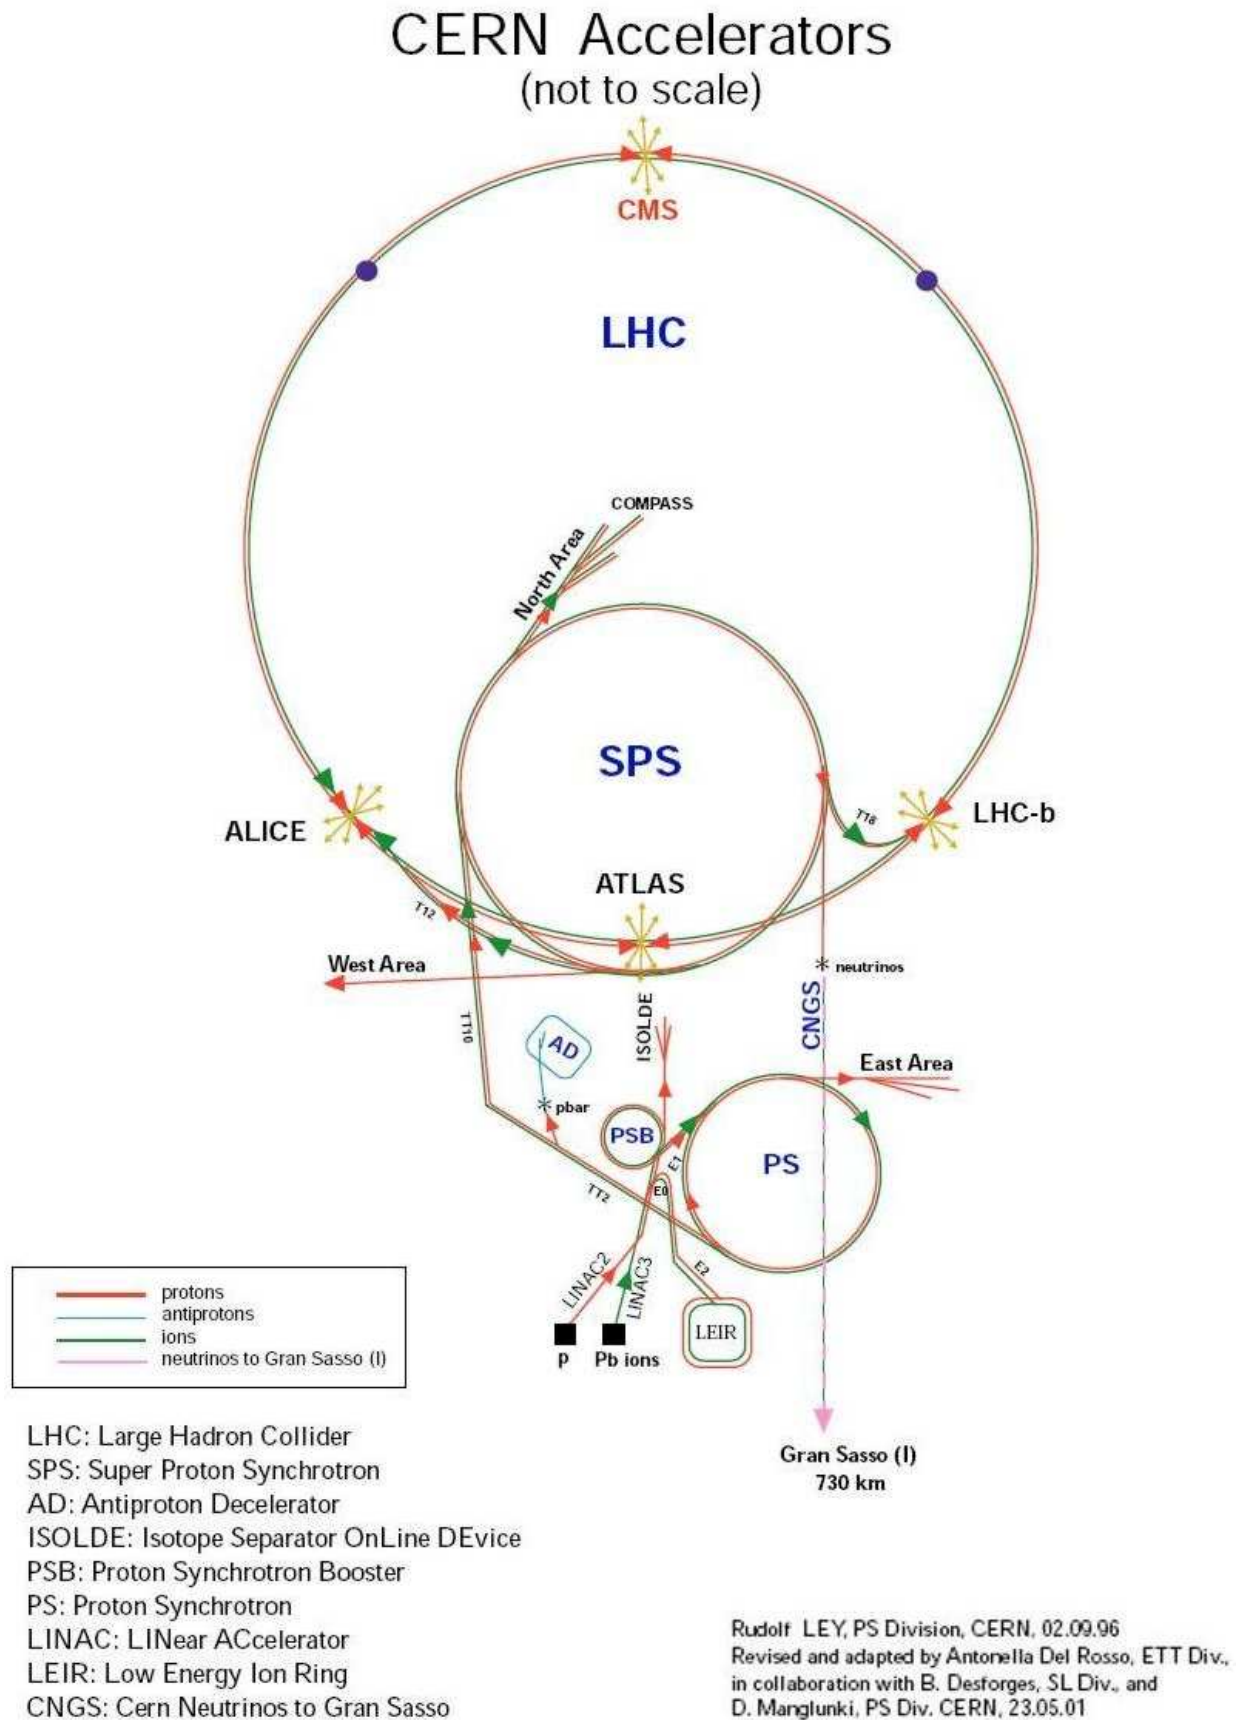 CERN Accelerators
(not to scale)
CMS
LHC
COMPASS
North Area
SPS
T18
ALICE
LHC-b
ATLAS
T12
West Area
neutrinos
ISOLDE
CNGS
TT10
AD
East Area
pbar
PSB
E1
PS
TT2
E0
LINAC2
LINAC3
E2
LEIR
p
Pb ions
protons
antiprotons
ions
neutrinos to Gran Sasso (I)
Gran Sasso (I)
730 km
LHC: Large Hadron Collider
SPS: Super Proton Synchrotron
AD: Antiproton Decelerator
ISOLDE: Isotope Separator OnLine DEvice
PSB: Proton Synchrotron Booster
PS: Proton Synchrotron
LINAC: LINear ACcelerator
LEIR: Low Energy Ion Ring
CNGS: Cern Neutrinos to Gran Sasso
Rudolf LEY, PS Division, CERN, 02.09.96
Revised and adapted by Antonella Del Rosso, ETT Div.,
in collaboration with B. Desforges, SL Div., and
D. Manglunki, PS Div. CERN, 23.05.01